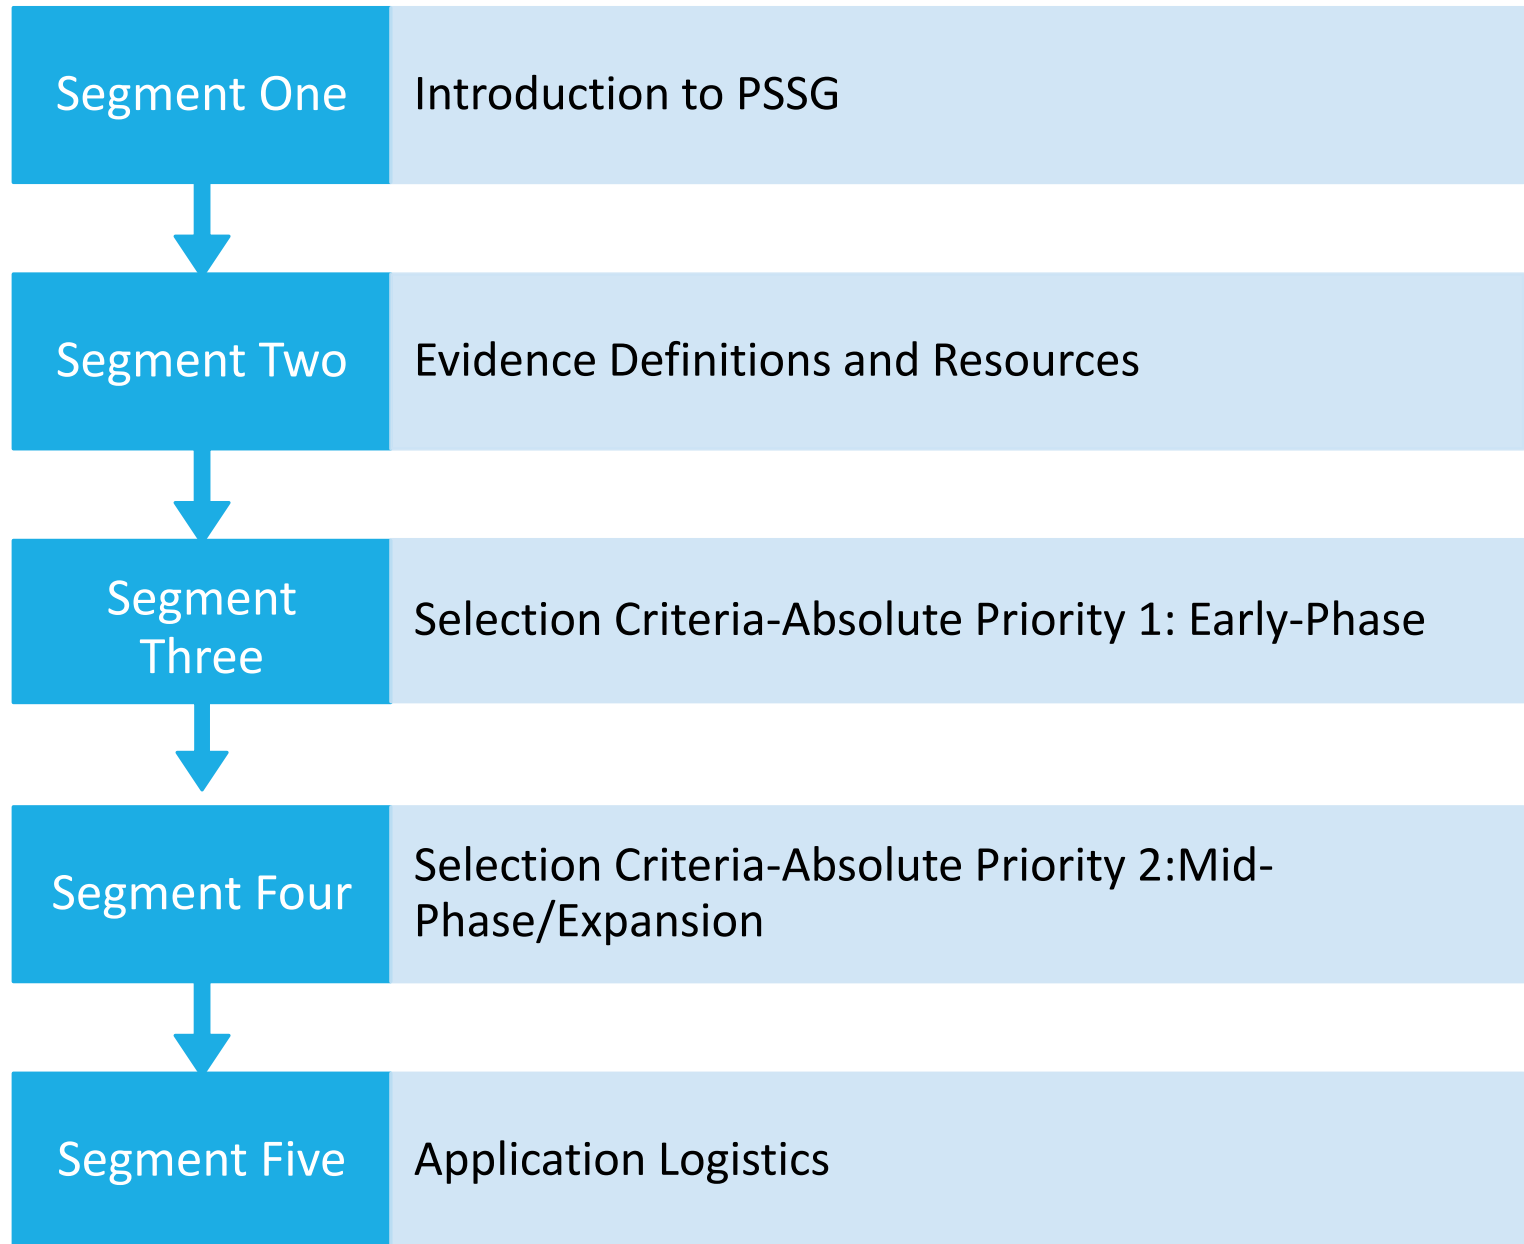 Segment One
Introduction to PSSG
Segment Two
Evidence Definitions and Resources
Segment
Three
Selection Criteria-Absolute Priority 1: Early-Phase
Segment Four
Selection Criteria-Absolute Priority 2:Mid-
Phase/Expansion
Segment Five
Application Logistics